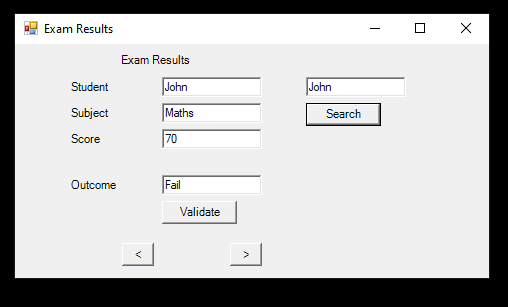 Exam Results
Exam Results
Student John John
Subject Maths Search
Score 70
Outcome Fail
Validate
< >